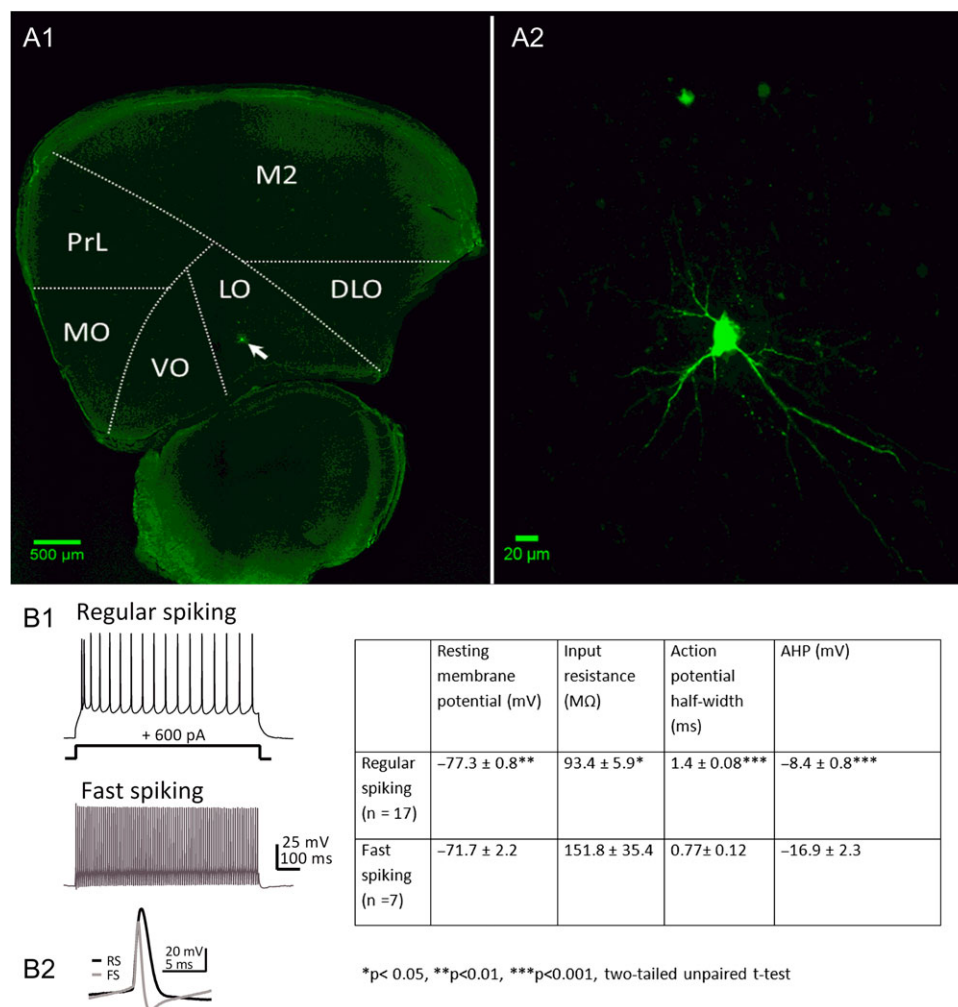 A1
A2
M2
PrL
LO
DLO
MO
VO
500 µm
20 µm
B1
Regular spiking
+ 600 pA
Fast spiking
25 mV
100 ms
B2
RS
FS
20 mV
5 ms
Resting membrane potential (mV)
Input resistance (MΩ)
Action potential half-width (ms)
AHP (mV)
Regular spiking (n = 17)
−77.3 ± 0.8**
93.4 ± 5.9*
1.4 ± 0.08***
−8.4 ± 0.8***
Fast spiking (n =7)
−71.7 ± 2.2
151.8 ± 35.4
0.77± 0.12
−16.9 ± 2.3
*p< 0.05, **p<0.01, ***p<0.001, two-tailed unpaired t-test